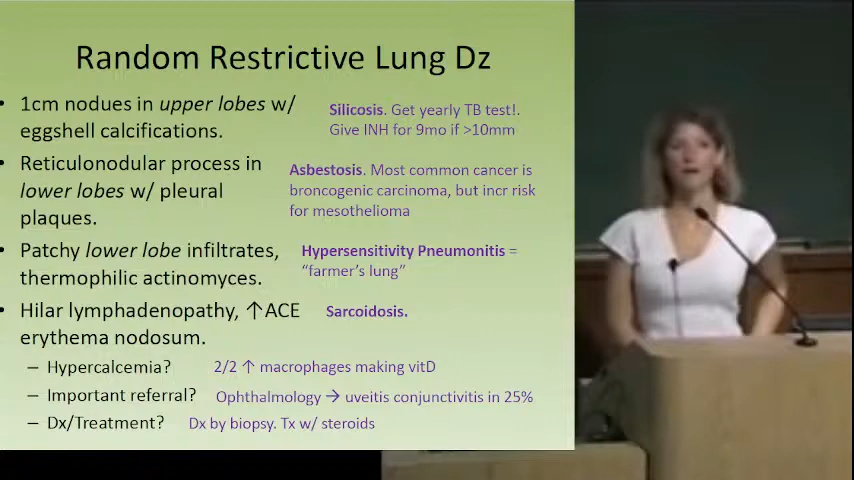 Random Restrictive Lung Dz
• 1cm nodues in upper lobes w/
eggshell calcifications.
Silicosis. Get yearly TB test!.
Give INH for 9mo if >10mm
• Reticulonodular process in
lower lobes w/ pleural
plaques.
Asbestosis. Most common cancer is
broncogenic carcinoma, but incr risk
for mesothelioma
• Patchy lower lobe infiltrates,
thermophilic actinomyces.
Hypersensitivity Pneumonitis =
“farmer’s lung”
• Hilar lymphadenopathy, ↑ACE
erythema nodosum.
Sarcoidosis.
– Hypercalcemia? 2/2 ↑ macrophages making vitD
– Important referral? Ophthalmology → uveitis conjunctivitis in 25%
– Dx/Treatment? Dx by biopsy. Tx w/ steroids